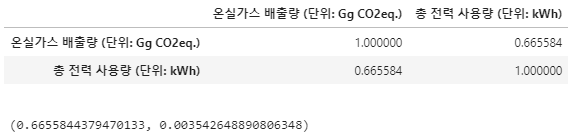 온실가스 배출량 (단위: Gg CO2eq.) 총 전력 사용량 (단위: kWh)
온실가스 배출량 (단위: Gg CO2eq.) 1.000000 0.665584
총 전력 사용량 (단위: kWh) 0.665584 1.000000
(0.6655844379470133, 0.003542648890806348)